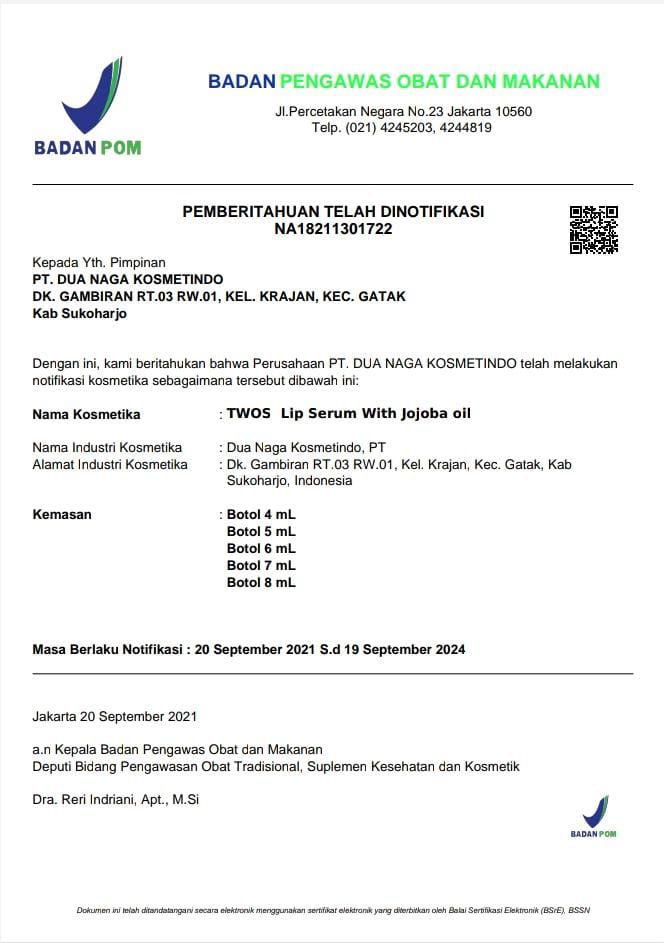 BADAN POM
BADAN PENGAWAS OBAT DAN MAKANAN
Jl.Percetakan Negara No.23 Jakarta 10560
Telp. (021) 4245203, 4244819
PEMBERITAHUAN TELAH DINOTIFIKASI
NA18211301722
Kepada Yth. Pimpinan
PT. DUA NAGA KOSMETINDO
DK. GAMBIRAN RT.03 RW.01, KEL. KRAJAN, KEC. GATAK
Kab Sukoharjo
Dengan ini, kami beritahukan bahwa Perusahaan PT. DUA NAGA KOSMETINDO telah melakukan
notifikasi kosmetika sebagaimana tersebut dibawah ini:
Nama Kosmetika : TWOS Lip Serum With Jojoba oil
Nama Industri Kosmetika : Dua Naga Kosmetindo, PT
Alamat Industri Kosmetika : Dk. Gambiran RT.03 RW.01, Kel. Krajan, Kec. Gatak, Kab
Sukoharjo, Indonesia
Kemasan : Botol 4 mL
Botol 5 mL
Botol 6 mL
Botol 7 mL
Botol 8 mL
Masa Berlaku Notifikasi : 20 September 2021 S.d 19 September 2024
Jakarta 20 September 2021
a.n Kepala Badan Pengawas Obat dan Makanan
Deputi Bidang Pengawasan Obat Tradisional, Suplemen Kesehatan dan Kosmetik
Dra. Reri Indriani, Apt., M.Si
BADAN POM
Dokumen ini telah ditandatangani secara elektronik menggunakan sertifikat elektronik yang diterbitkan oleh Balai Sertifikasi Elektronik (BSrE), BSSN